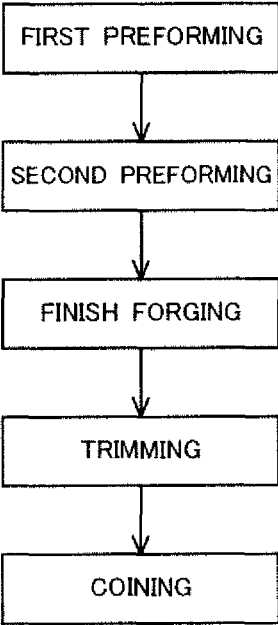 FIRST PREFORMING
SECOND PREFORMING
FINISH FORGING
TRIMMING
COINING